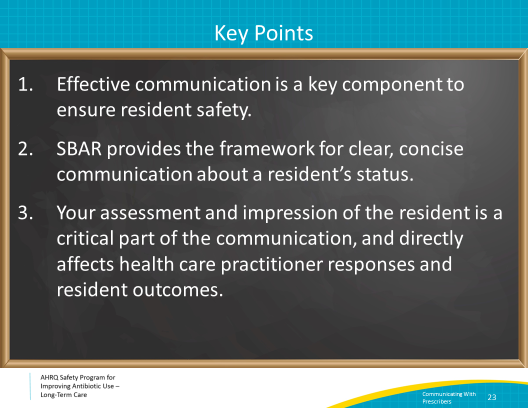 Key Points
1. Effective communication is a key component to
ensure resident safety.
2. SBAR provides the framework for clear, concise
communication about a resident's status.
3. Your assessment and impression of the resident is a
critical part of the communication, and directly
affects health care practitioner responses and
resident outcomes.
AHRQ Safety Program for
Improving Antibiotic Use –
Long-Term Care
Communicating With
Prescribers
23